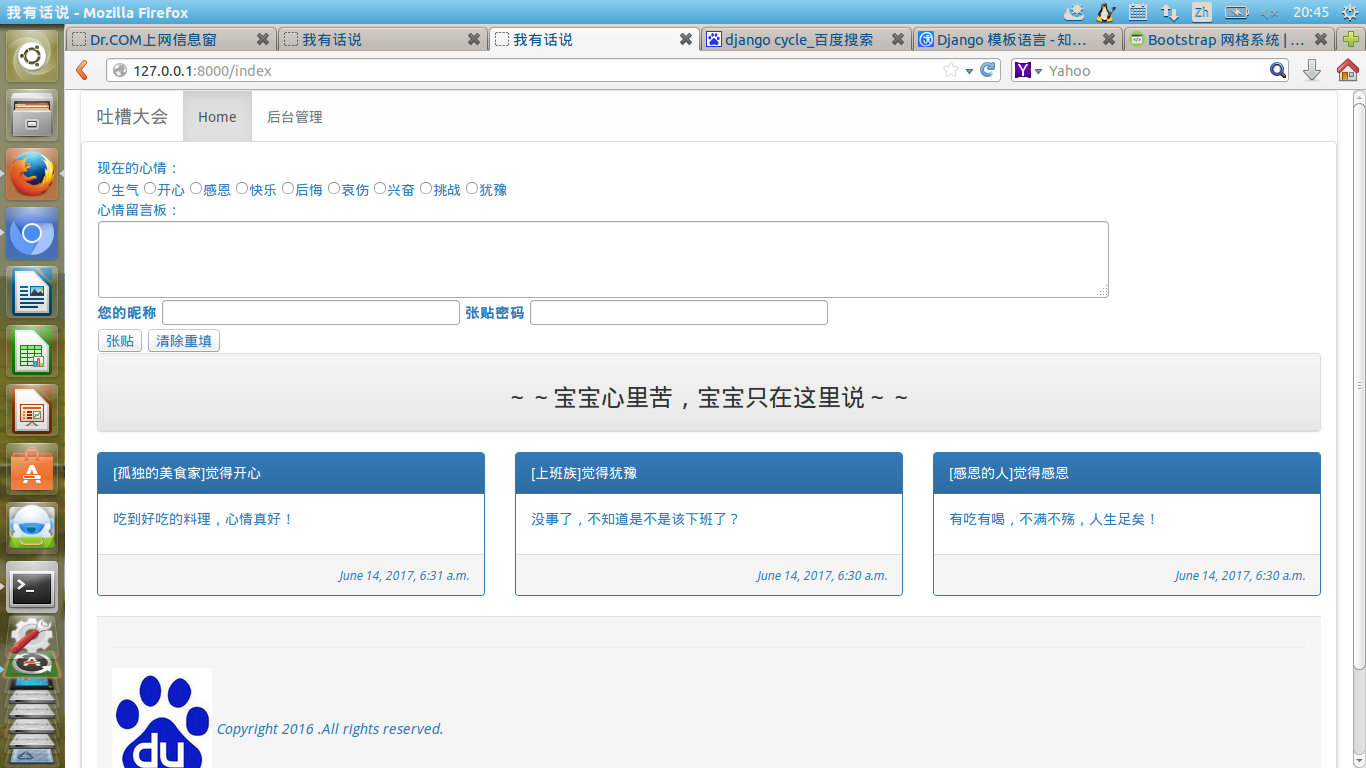 我有话说 - Mozilla Firefox
Zh 20:45
Dr.COM上网信息窗 我有话说 我有话说 django cycle_百度搜索 Django 模板语言 - 知... Bootstrap 网格系统 | ...
127.0.0.1:8000/index Yahoo
吐槽大会 Home 后台管理
现在的心情：
生气 开心 感恩 快乐 后悔 哀伤 兴奋 挑战 犹豫
心情留言板：
您的昵称 张贴密码
张贴 清除重填
～～宝宝心里苦，宝宝只在这里说～～
[孤独的美食家]觉得开心
吃到好吃的料理，心情真好！
June 14, 2017, 6:31 a.m.
[上班族]觉得犹豫
没事了，不知道是不是该下班了？
June 14, 2017, 6:30 a.m.
[感恩的人]觉得感恩
有吃有喝，不满不殇，人生足矣！
June 14, 2017, 6:30 a.m.
du Copyright 2016 .All rights reserved.